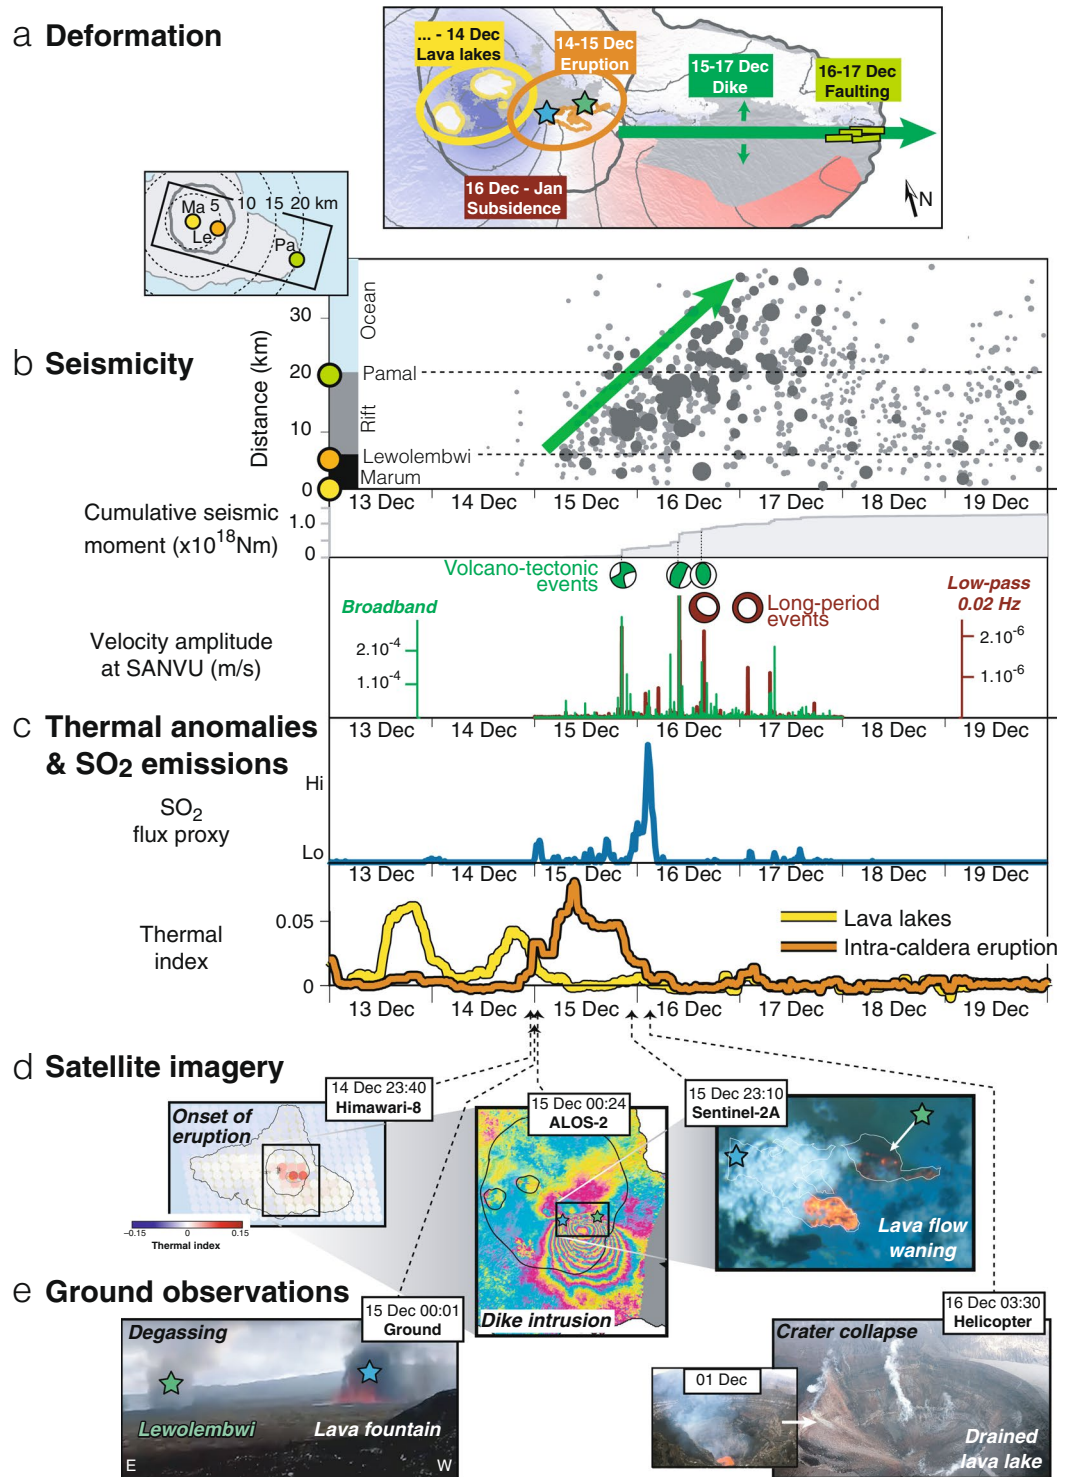 a Deformation
... - 14 Dec
Lava lakes
14-15 Dec
Eruption
15-17 Dec
Dike
16-17 Dec
Faulting
16 Dec - Jan
Subsidence
N
Ma 5 10 15 20 km
Le
Pa
b Seismicity
Distance (km)
30
20
10
0
Ocean
Rift
Pamal
Lewolembwi
Marum
13 Dec 14 Dec 15 Dec 16 Dec 17 Dec 18 Dec 19 Dec
Cumulative seismic
moment (x10^18Nm)
1.0
0
Volcano-tectonic
events
Long-period
events
Broadband
Low-pass
0.02 Hz
Velocity amplitude
at SANVU (m/s)
2.10^-4
1.10^-4
2.10^-6
1.10^-6
13 Dec 14 Dec 15 Dec 16 Dec 17 Dec 18 Dec 19 Dec
c Thermal anomalies
& SO2 emissions
SO2
flux proxy
Hi
Lo
13 Dec 14 Dec 15 Dec 16 Dec 17 Dec 18 Dec 19 Dec
Thermal
index
0.05
0
Lava lakes
Intra-caldera eruption
13 Dec 14 Dec 15 Dec 16 Dec 17 Dec 18 Dec 19 Dec
d Satellite imagery
14 Dec 23:40
Himawari-8
Onset of
eruption
−0.15 0 0.15
Thermal index
15 Dec 00:24
ALOS-2
Dike intrusion
15 Dec 23:10
Sentinel-2A
Lava flow
waning
e Ground observations
15 Dec 00:01
Ground
Degassing
Lewolembwi
Lava fountain
E W
01 Dec
16 Dec 03:30
Helicopter
Crater collapse
Drained
lava lake